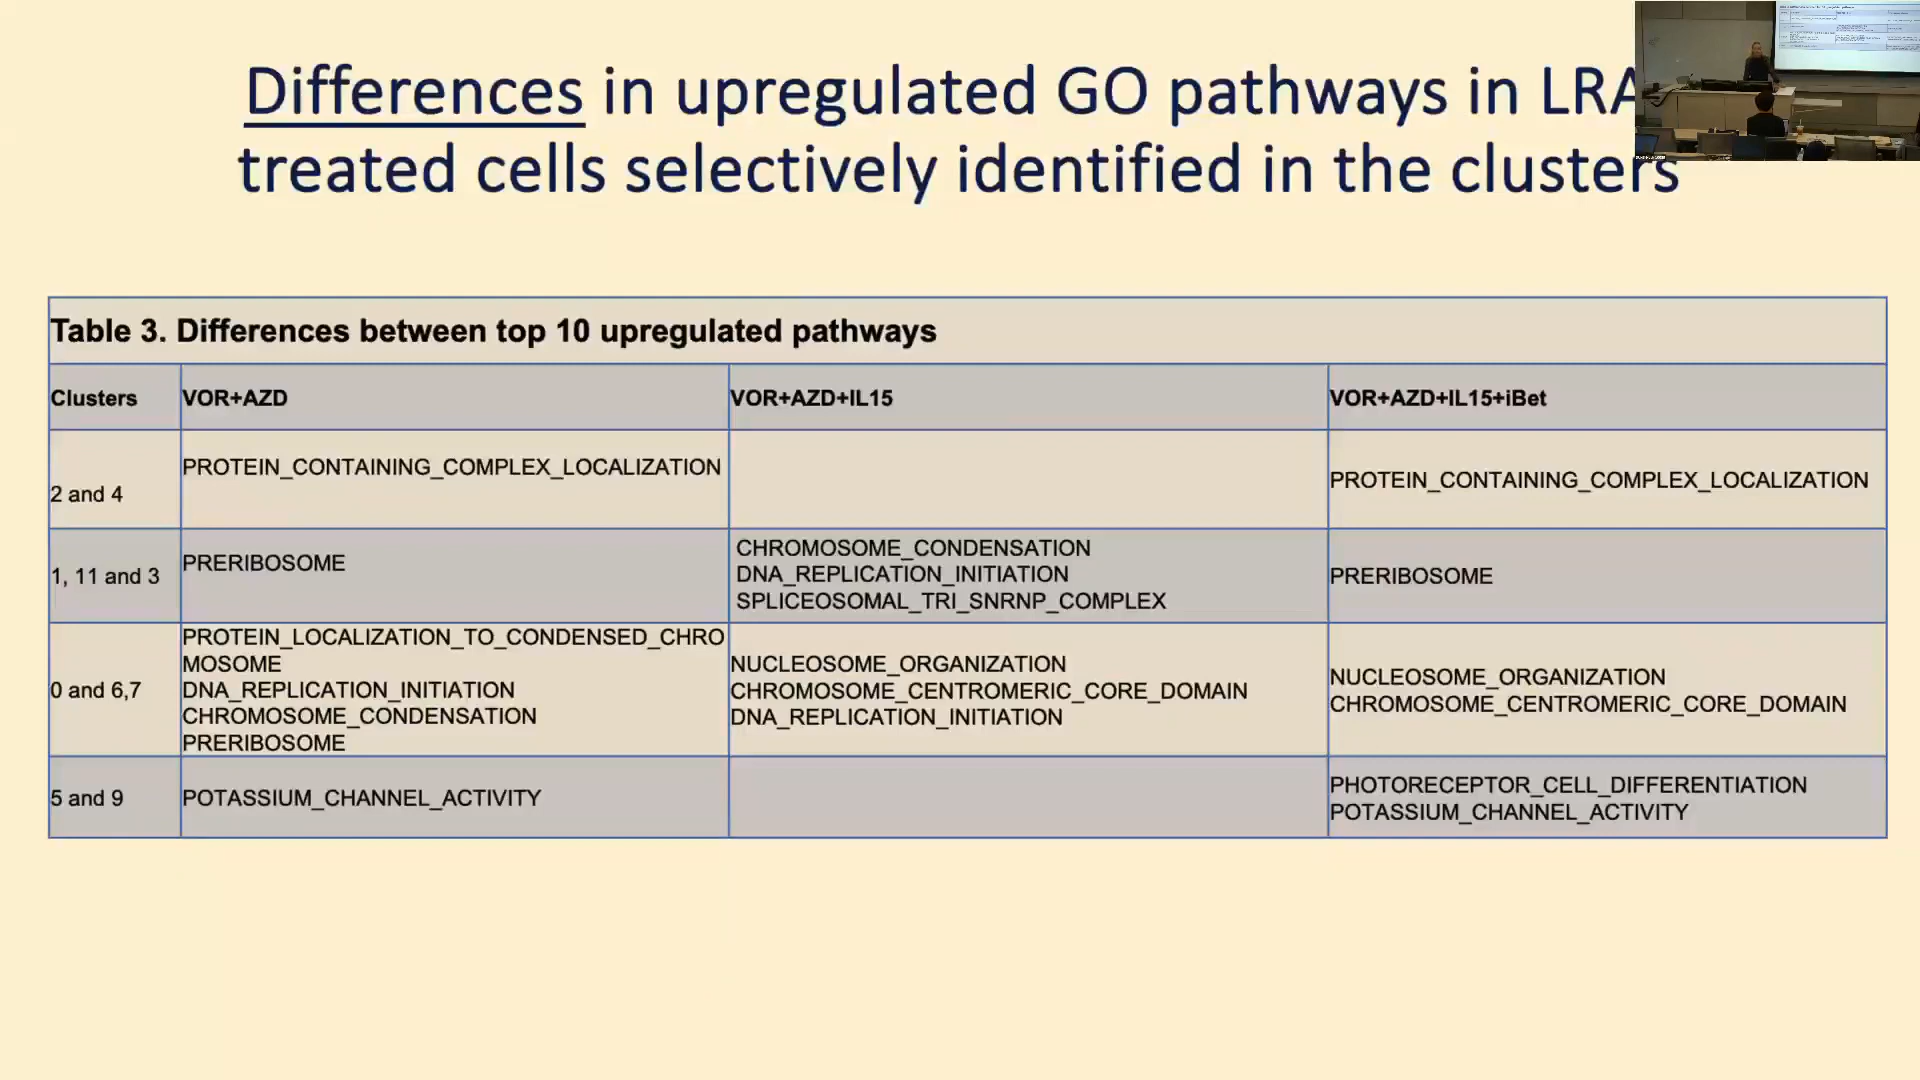 Differences in upregulated GO pathways in LRA
treated cells selectively identified in the clusters
Table 3. Differences between top 10 upregulated pathways
Clusters VOR+AZD VOR+AZD+IL15 VOR+AZD+IL15+iBet
2 and 4 PROTEIN_CONTAINING_COMPLEX_LOCALIZATION PROTEIN_CONTAINING_COMPLEX_LOCALIZATION
1, 11 and 3 PRERIBOSOME
CHROMOSOME_CONDENSATION
DNA_REPLICATION_INITIATION
SPLICEOSOMAL_TRI_SNRNP_COMPLEX
PRERIBOSOME
0 and 6,7
PROTEIN_LOCALIZATION_TO_CONDENSED_CHRO
MOSOME
DNA_REPLICATION_INITIATION
CHROMOSOME_CONDENSATION
PRERIBOSOME
NUCLEOSOME_ORGANIZATION
CHROMOSOME_CENTROMERIC_CORE_DOMAIN
DNA_REPLICATION_INITIATION
NUCLEOSOME_ORGANIZATION
CHROMOSOME_CENTROMERIC_CORE_DOMAIN
5 and 9 POTASSIUM_CHANNEL_ACTIVITY
PHOTORECEPTOR_CELL_DIFFERENTIATION
POTASSIUM_CHANNEL_ACTIVITY